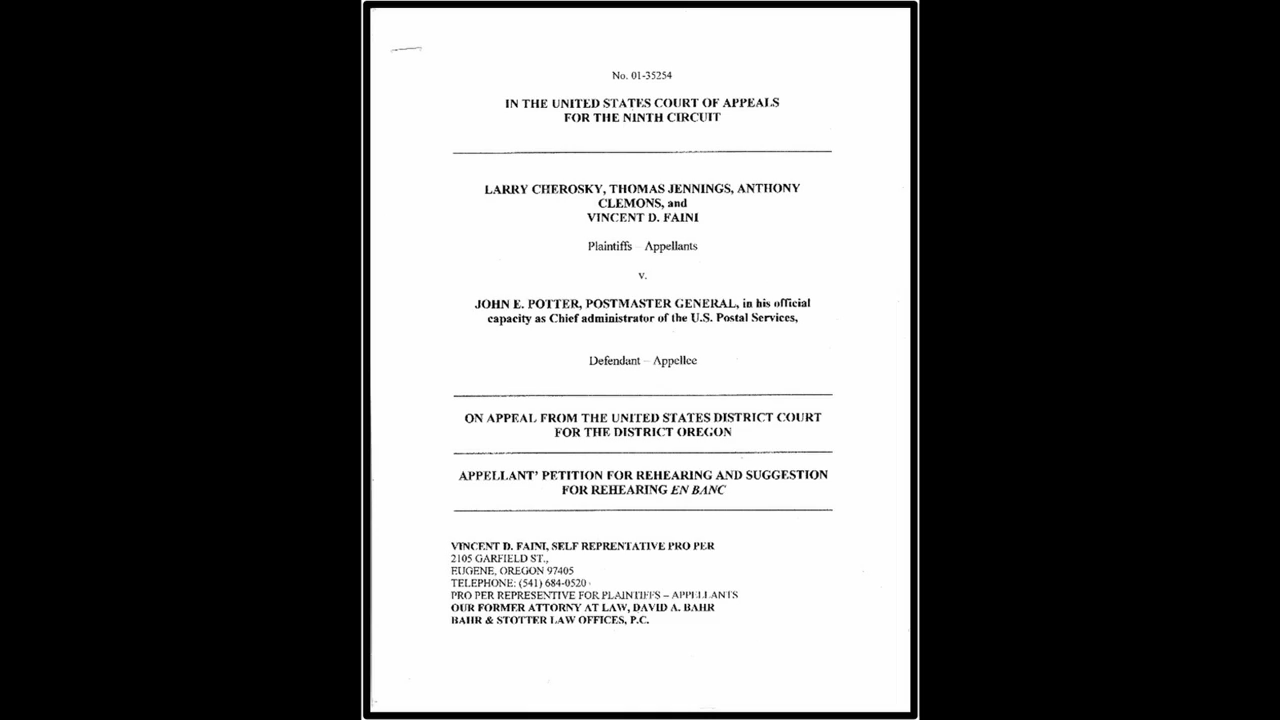 No. 01-35254
IN THE UNITED STATES COURT OF APPEALS
FOR THE NINTH CIRCUIT
LARRY CHEROSKY, THOMAS JENNINGS, ANTHONY
CLEMONS, and
VINCENT D. FAINI
Plaintiffs – Appellants
v.
JOHN E. POTTER, POSTMASTER GENERAL, in his official
capacity as Chief administrator of the U.S. Postal Services,
Defendant – Appellee
ON APPEAL FROM THE UNITED STATES DISTRICT COURT
FOR THE DISTRICT OREGON
APPELLANT' PETITION FOR REHEARING AND SUGGESTION
FOR REHEARING EN BANC
VINCENT D. FAINI, SELF REPRENTATIVE PRO PER
2105 GARFIELD ST.,
EUGENE, OREGON 97405
TELEPHONE: (541) 684-0520
PRO PER REPRESENTIVE FOR PLAINTIFFS – APPELLANTS
OUR FORMER ATTORNEY AT LAW, DAVID A. BAHR
BAHR & STOTTER LAW OFFICES, P.C.